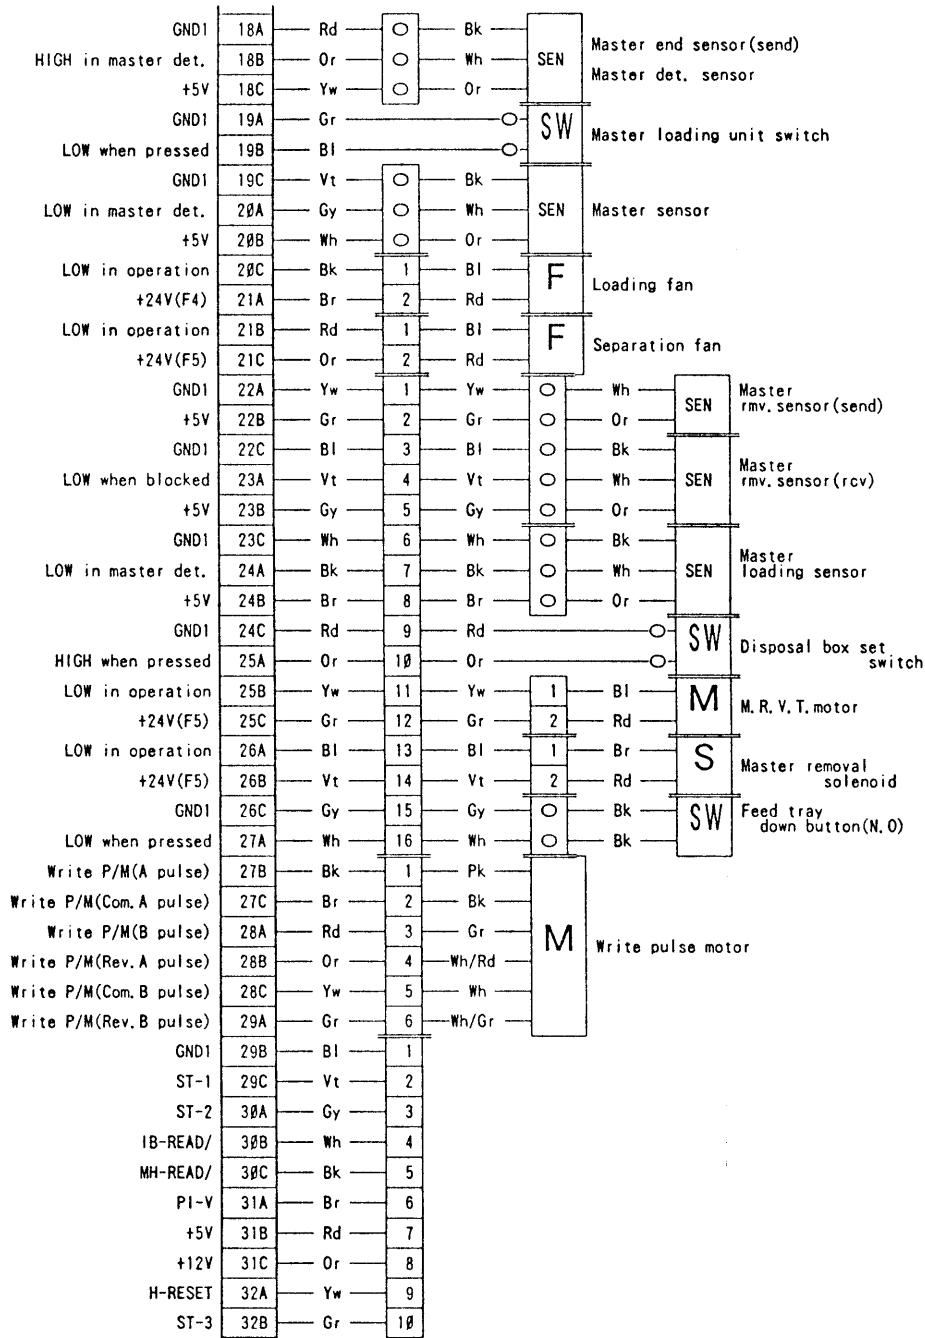 GND1 18A Rd O Bk
HIGH in master det. 18B Or O Wh SEN Master end sensor(send)
+5V 18C Yw O Or Master det. sensor
GND1 19A Gr O SW Master loading unit switch
LOW when pressed 19B Bl O
GND1 19C Vt O Bk
LOW in master det. 20A Gy O Wh SEN Master sensor
+5V 20B Wh O Or
LOW in operation 20C Bk 1 Bl F Loading fan
+24V(F4) 21A Br 2 Rd
LOW in operation 21B Rd 1 Bl F Separation fan
+24V(F5) 21C Or 2 Rd
GND1 22A Yw 1 Yw O Wh SEN Master
+5V 22B Gr 2 Gr O Or rmv.sensor(send)
GND1 22C Bl 3 Bl O Bk Master
LOW when blocked 23A Vt 4 Vt O Wh SEN rmv.sensor(rcv)
+5V 23B Gy 5 Gy O Or
GND1 23C Wh 6 Wh O Bk Master
LOW in master det. 24A Bk 7 Bk O Wh SEN loading sensor
+5V 24B Br 8 Br O Or
GND1 24C Rd 9 Rd O SW Disposal box set
HIGH when pressed 25A Or 10 Or O switch
LOW in operation 25B Yw 11 Yw 1 Bl M M.R.V.T.motor
+24V(F5) 25C Gr 12 Gr 2 Rd
LOW in operation 26A Bl 13 Bl 1 Br S Master removal
+24V(F5) 26B Vt 14 Vt 2 Rd solenoid
GND1 26C Gy 15 Gy O Bk SW Feed tray
LOW when pressed 27A Wh 16 Wh O Bk down button(N.O)
Write P/M(A pulse) 27B Bk 1 Pk
Write P/M(Com.A pulse) 27C Br 2 Bk
Write P/M(B pulse) 28A Rd 3 Gr M Write pulse motor
Write P/M(Rev.A pulse) 28B Or 4 Wh/Rd
Write P/M(Com.B pulse) 28C Yw 5 Wh
Write P/M(Rev.B pulse) 29A Gr 6 Wh/Gr
GND1 29B Bl 1
ST-1 29C Vt 2
ST-2 30A Gy 3
IB-READ/ 30B Wh 4
MH-READ/ 30C Bk 5
PI-V 31A Br 6
+5V 31B Rd 7
+12V 31C Or 8
H-RESET 32A Yw 9
ST-3 32B Gr 10